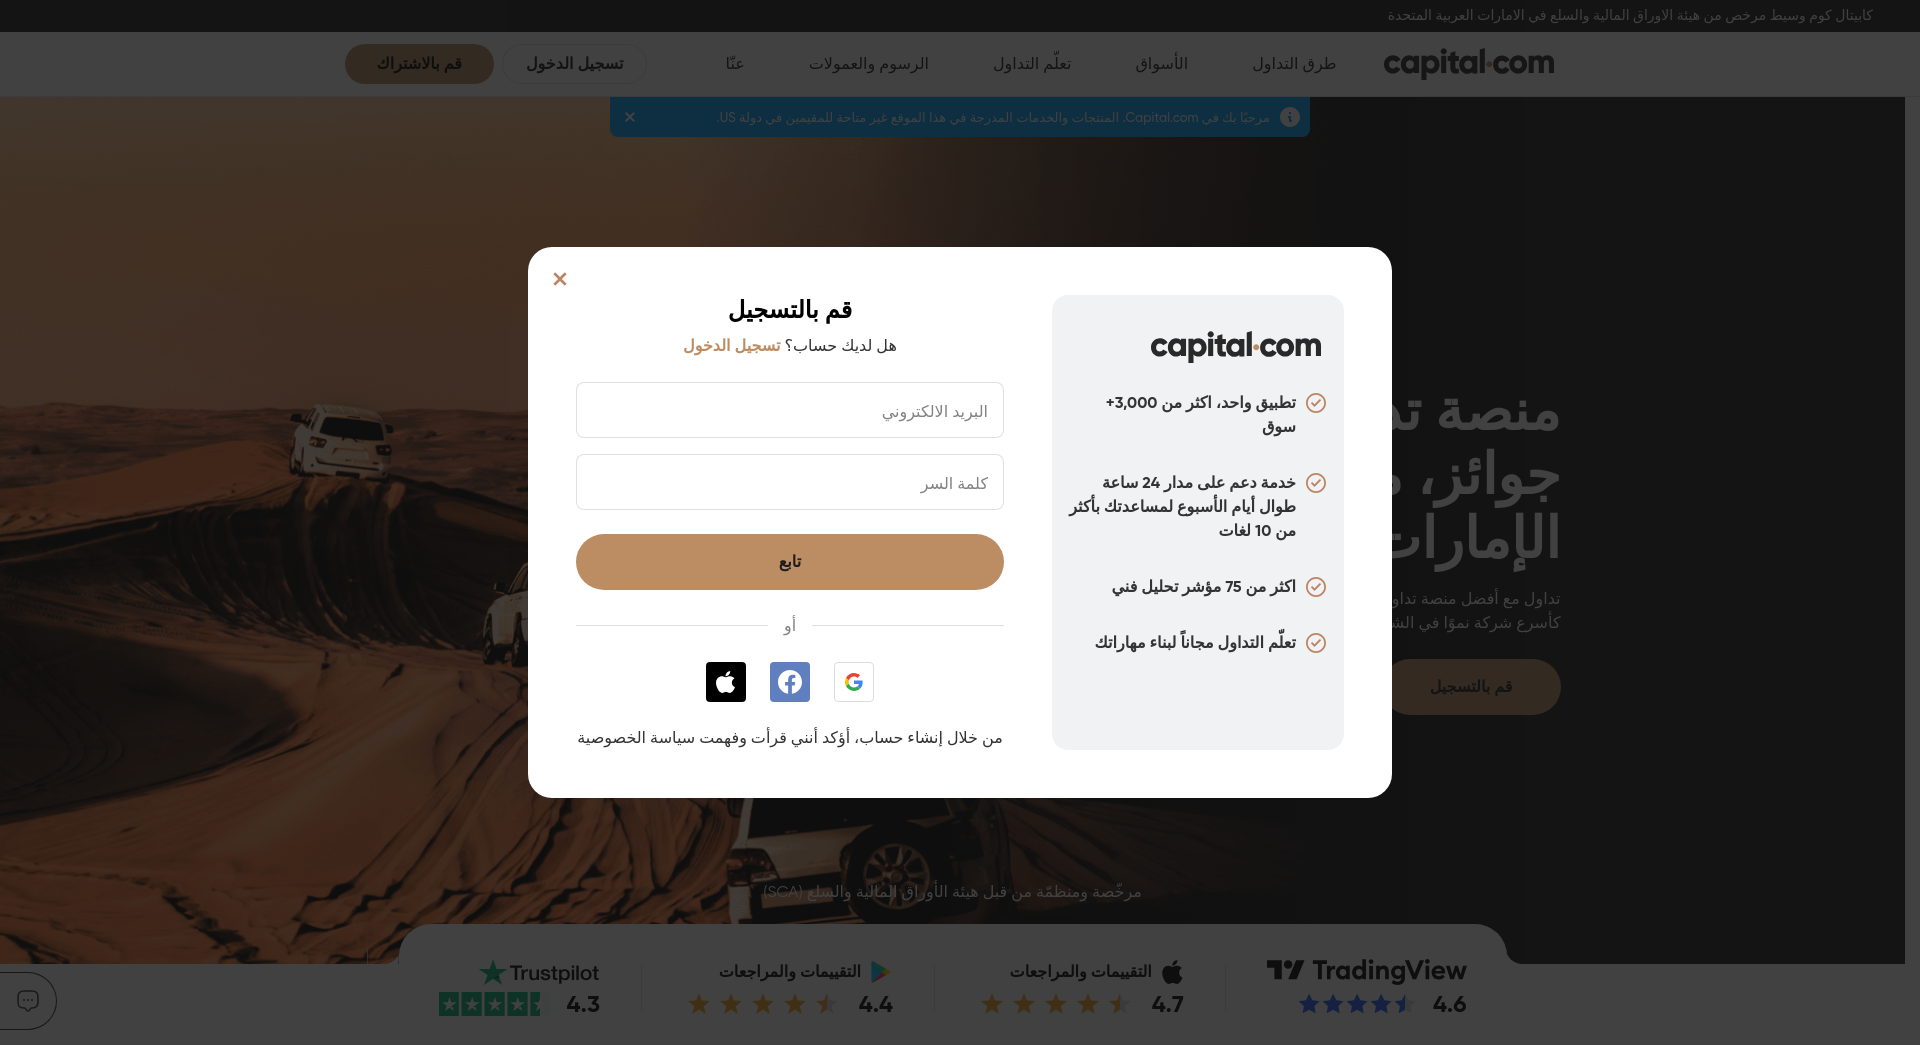 كابيتال كوم وسيط مرخص من هيئة الاوراق المالية والسلع في الامارات العربية المتحدة
capital.com
طرق التداول
الأسواق
تعلّم التداول
الرسوم والعمولات
عنّا
تسجيل الدخول
قم بالاشتراك
مرحبًا بك في Capital.com. المنتجات والخدمات المدرجة في هذا الموقع غير متاحة للمقيمين في دولة US.
capital.com
تطبيق واحد، اكثر من 3,000+
سوق
خدمة دعم على مدار 24 ساعة
طوال أيام الأسبوع لمساعدتك بأكثر
من 10 لغات
اكثر من 75 مؤشر تحليل فني
تعلّم التداول مجاناً لبناء مهاراتك
قم بالتسجيل
هل لديك حساب؟ تسجيل الدخول
البريد الالكتروني
كلمة السر
تابع
أو
من خلال إنشاء حساب، أؤكد أنني قرأت وفهمت سياسة الخصوصية
منصة
جوائز،
الإمارات
تداول مع أفضل منصة
كأسرع شركة نموًا في
قم بالتسجيل
مرخّصة ومنظمّة من قبل هيئة الأوراق المالية والسلع (SCA)
TradingView
4.6
التقييمات والمراجعات
4.7
التقييمات والمراجعات
4.4
Trustpilot
4.3